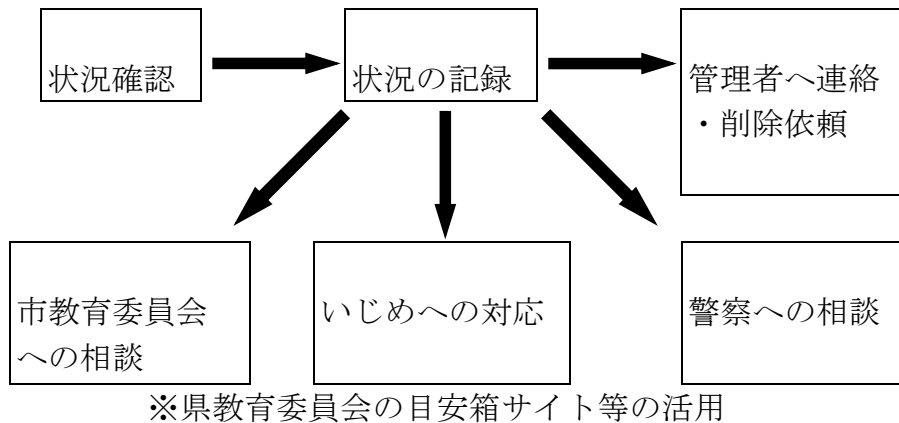 状況確認
状況の記録
管理者へ連絡
・削除依頼
市教育委員会
への相談
いじめへの対応
警察への相談
※県教育委員会の目安箱サイト等の活用